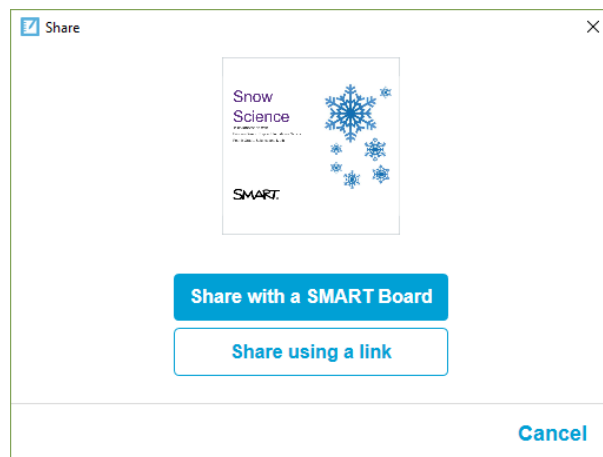 Share
Snow
Science
SMART
Share with a SMART Board
Share using a link
Cancel